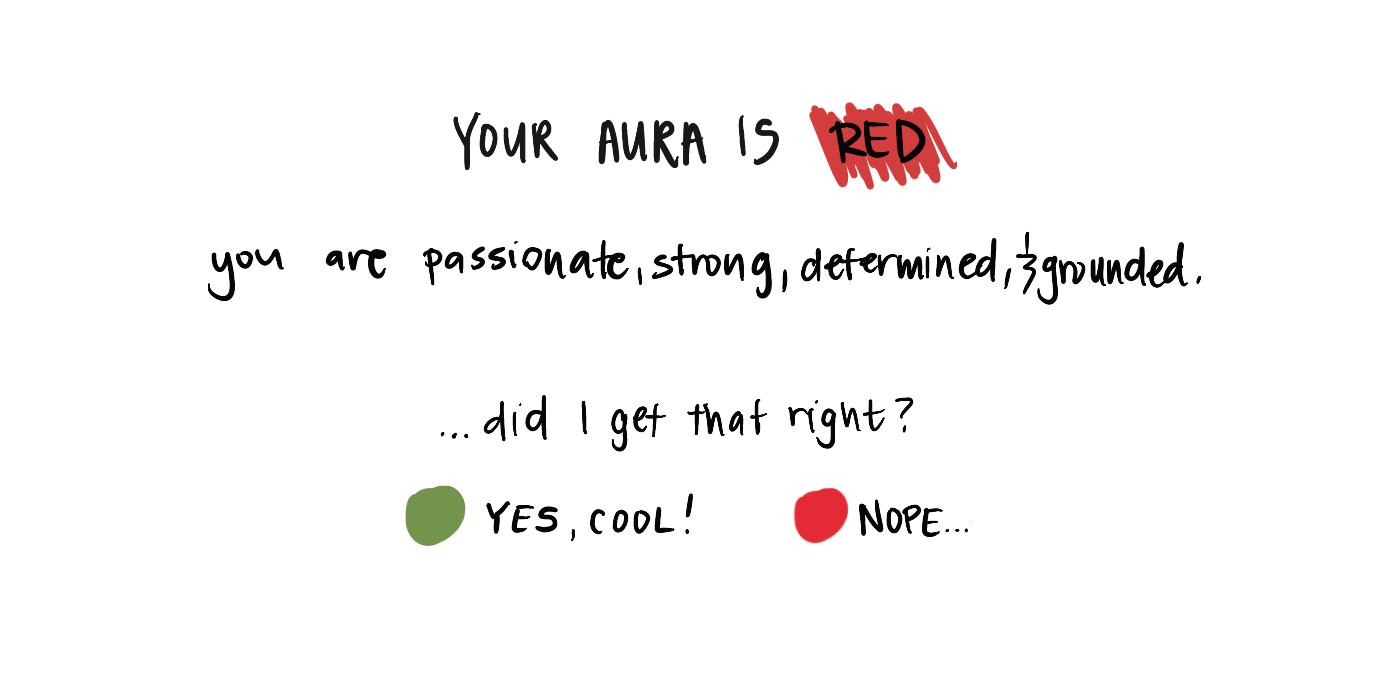 YOUR AURA IS RED
you are passionate, strong, determined, & grounded.
...did I get that right?
YES, COOL! NOPE...